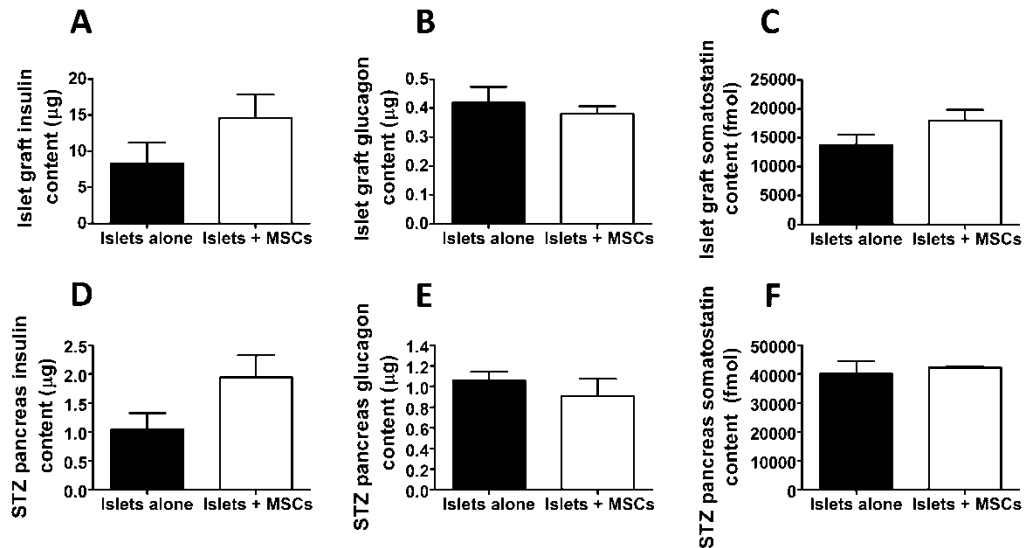 A
Islet graft insulin
content (μg)
20
15
10
5
0
Islets alone Islets + MSCs
B
Islet graft glucagon
content (μg)
0.5
0.4
0.3
0.2
0.1
0.0
Islets alone Islets + MSCs
C
Islet graft somatostatin
content (fmol)
25000
20000
15000
10000
5000
0
Islets alone Islets + MSCs
D
STZ pancreas insulin
content (μg)
2.5
2.0
1.5
1.0
0.5
0.0
Islets alone Islets + MSCs
E
STZ pancreas glucagon
content (μg)
1.4
1.2
1.0
0.8
0.6
0.4
0.2
0.0
Islets alone Islets + MSCs
F
STZ pancreas somatostatin
content (fmol)
50000
40000
30000
20000
10000
0
Islets alone Islets + MSCs